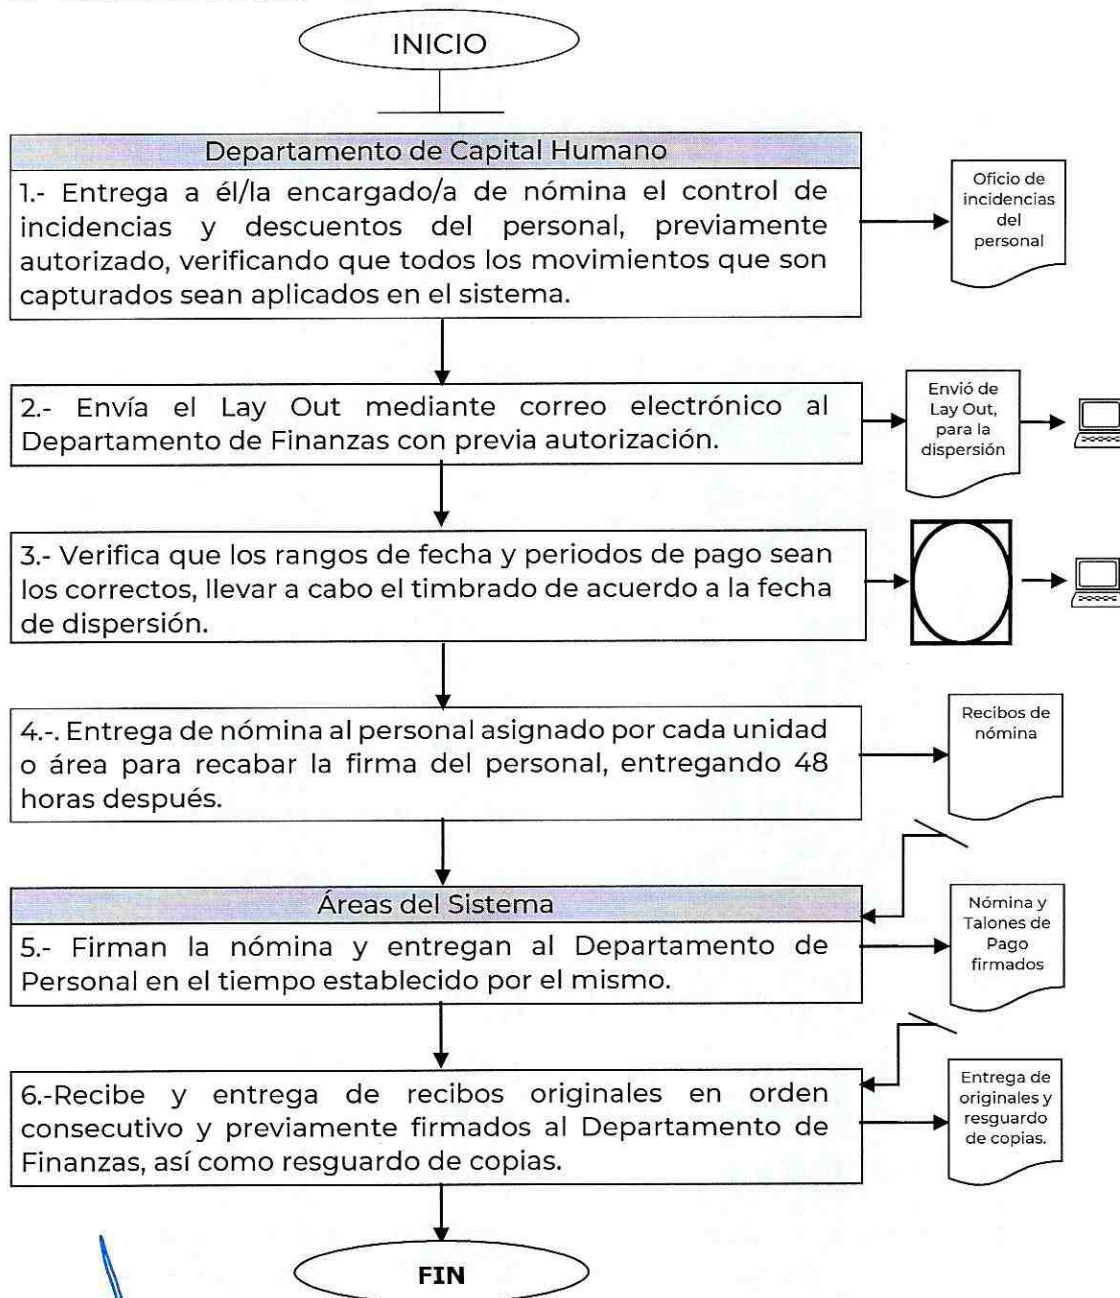 INICIO
Departamento de Capital Humano
1.- Entrega a él/la encargado/a de nómina el control de
incidencias y descuentos del personal, previamente
autorizado, verificando que todos los movimientos que son
capturados sean aplicados en el sistema.
Oficio de
incidencias
del
personal
2.- Envía el Lay Out mediante correo electrónico al
Departamento de Finanzas con previa autorización.
Envió de
Lay Out,
para la
dispersión
3.- Verifica que los rangos de fecha y periodos de pago sean
los correctos, llevar a cabo el timbrado de acuerdo a la fecha
de dispersión.
4.-. Entrega de nómina al personal asignado por cada unidad
o área para recabar la firma del personal, entregando 48
horas después.
Recibos de
nómina
Áreas del Sistema
5.- Firman la nómina y entregan al Departamento de
Personal en el tiempo establecido por el mismo.
Nómina y
Talones de
Pago
firmados
6.-Recibe y entrega de recibos originales en orden
consecutivo y previamente firmados al Departamento de
Finanzas, así como resguardo de copias.
Entrega de
originales y
resguardo
de copias.
FIN